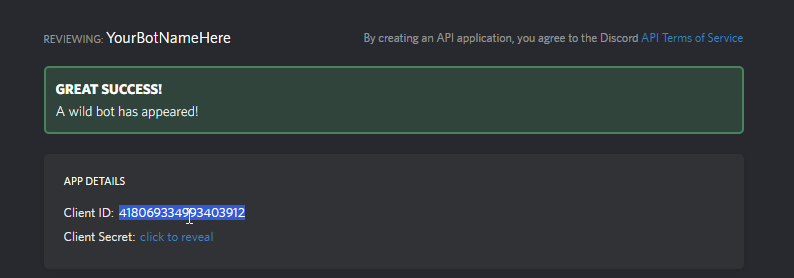 REVIEWING: YourBotNameHere By creating an API application, you agree to the Discord API Terms of Service
GREAT SUCCESS!
A wild bot has appeared!
APP DETAILS
Client ID: 418069334993403912
Client Secret: click to reveal